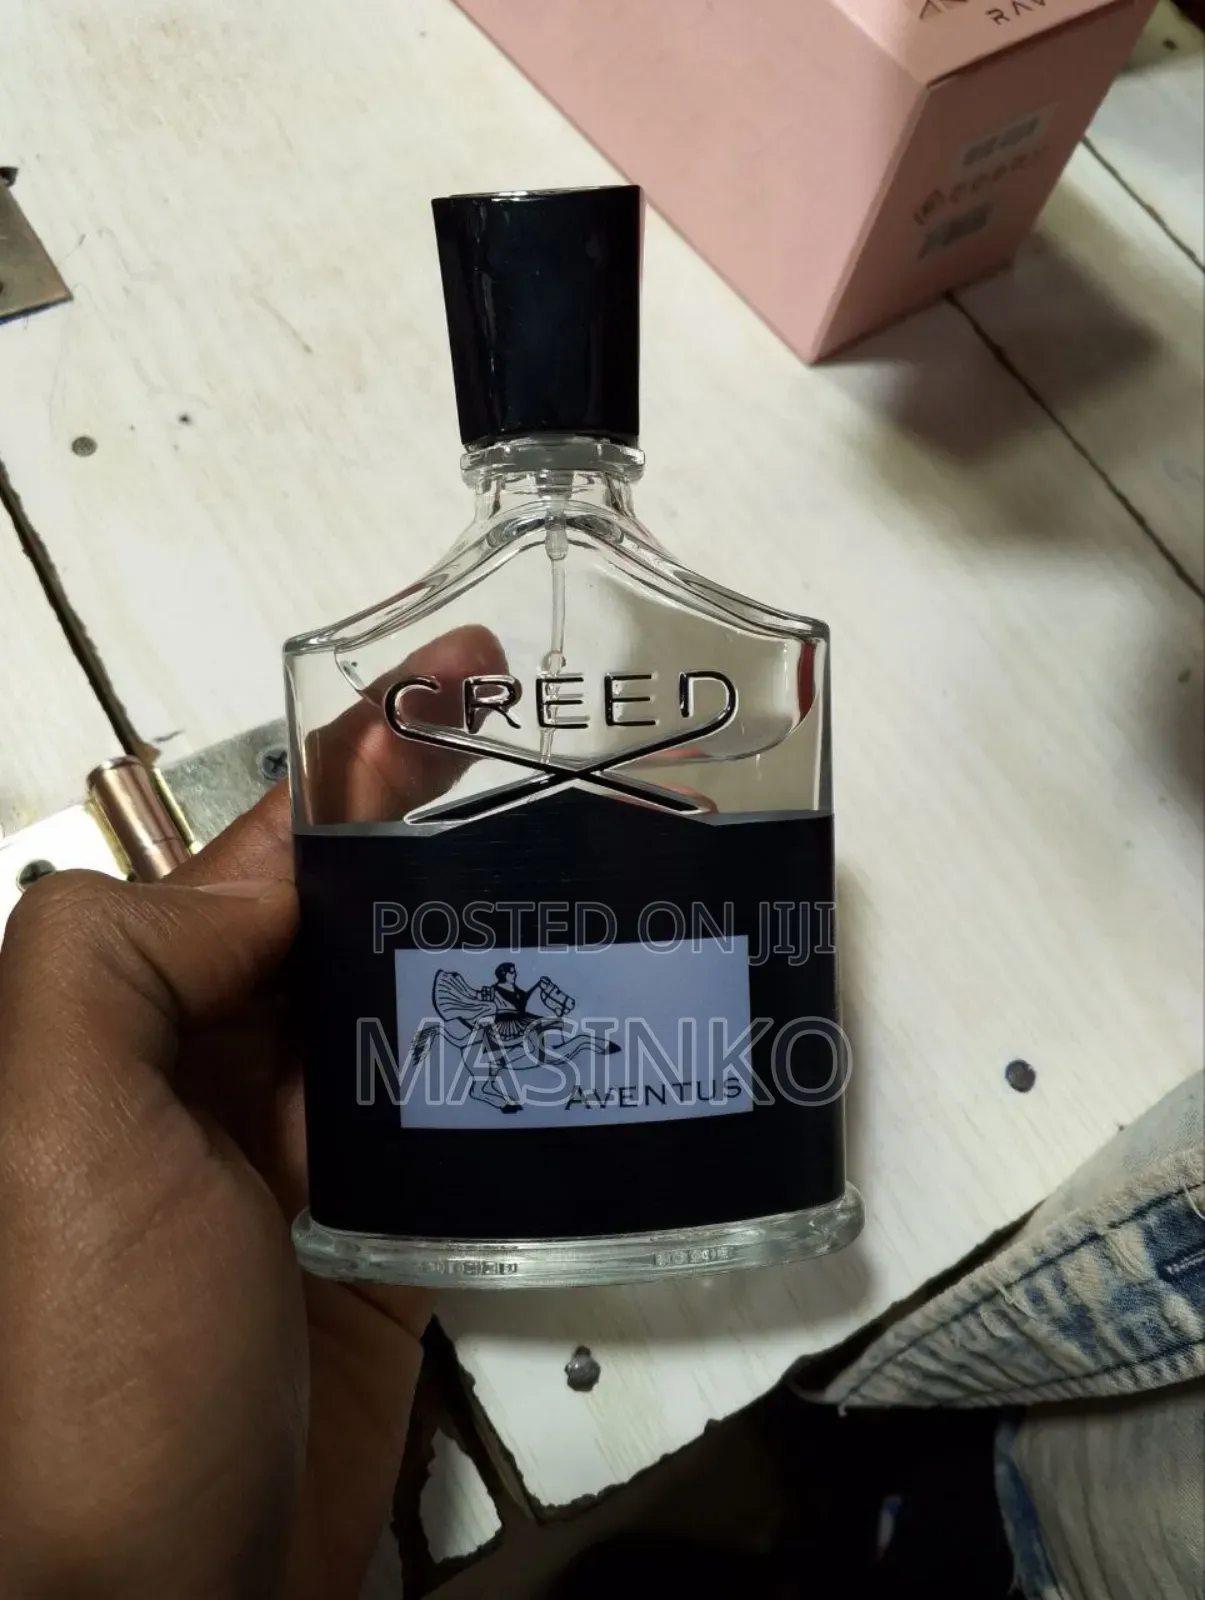 CREED
POSTED ON JIJI
MASINKO
AVENTUS